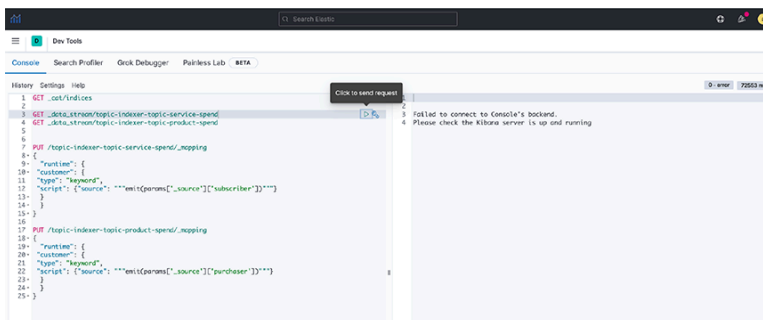 Search Elastic
D Dev Tools
Console Search Profiler Grok Debugger Painless Lab BETA
History Settings Help
Click to send request
0 - error 72553 m
1 GET _cat/indices
2
3 GET _data_stream/topic-indexer-topic-service-spend
4 GET _data_stream/topic-indexer-topic-product-spend
5
6
7 PUT /topic-indexer-topic-service-spend/_mapping
8 {
9 "runtime": {
10 "customer": {
11 "type": "keyword",
12 "script": {"source": """emit(params['_source']['subscriber'])"""}
13 }
14 }
15 }
16
17 PUT /topic-indexer-topic-product-spend/_mapping
18 {
19 "runtime": {
20 "customer": {
21 "type": "keyword",
22 "script": {"source": """emit(params['_source']['purchaser'])"""}
23 }
24 }
25 }
1
2
3 Failed to connect to Console's backend.
4 Please check the Kibana server is up and running